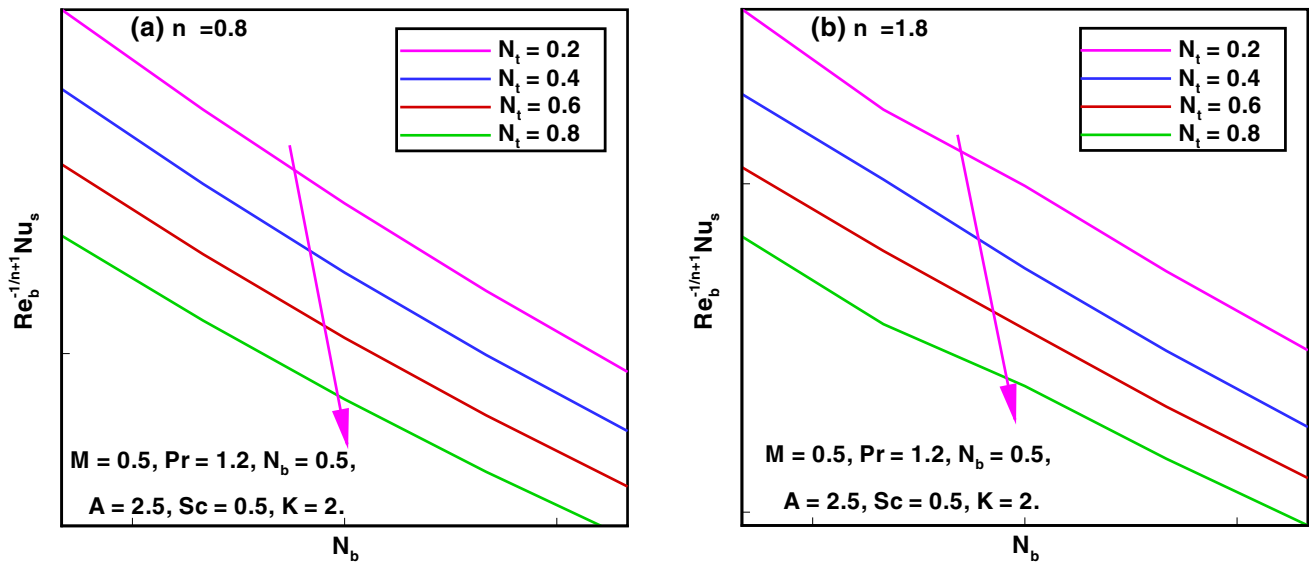 (a) n =0.8
N_t = 0.2
N_t = 0.4
N_t = 0.6
N_t = 0.8
Re_b^-1/n+1 Nu_s
M = 0.5, Pr = 1.2, N_b = 0.5,
A = 2.5, Sc = 0.5, K = 2.
N_b
(b) n =1.8
N_t = 0.2
N_t = 0.4
N_t = 0.6
N_t = 0.8
Re_b^-1/n+1 Nu_s
M = 0.5, Pr = 1.2, N_b = 0.5,
A = 2.5, Sc = 0.5, K = 2.
N_b